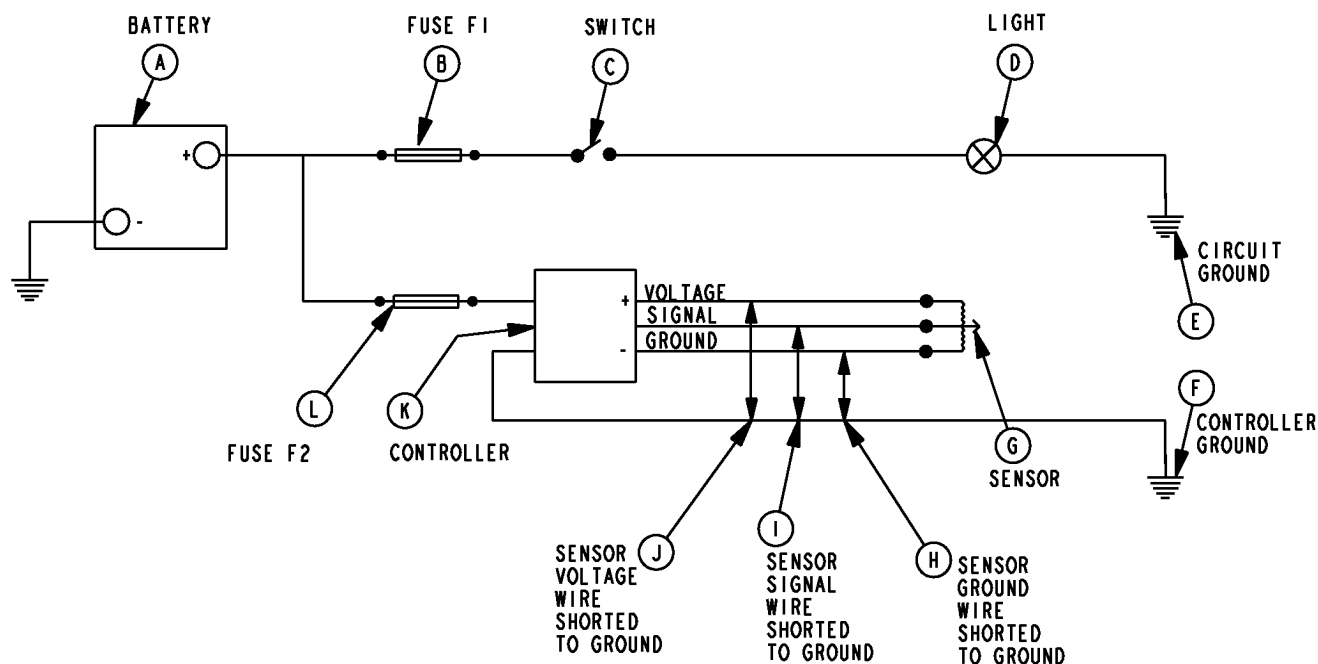 BATTERY
A
FUSE F1
B
SWITCH
C
LIGHT
D
+
-
CIRCUIT
GROUND
E
+
-
VOLTAGE
SIGNAL
GROUND
L
FUSE F2
K
CONTROLLER
G
SENSOR
F
CONTROLLER
GROUND
J
SENSOR
VOLTAGE
WIRE
SHORTED
TO GROUND
I
SENSOR
SIGNAL
WIRE
SHORTED
TO GROUND
H
SENSOR
GROUND
WIRE
SHORTED
TO GROUND